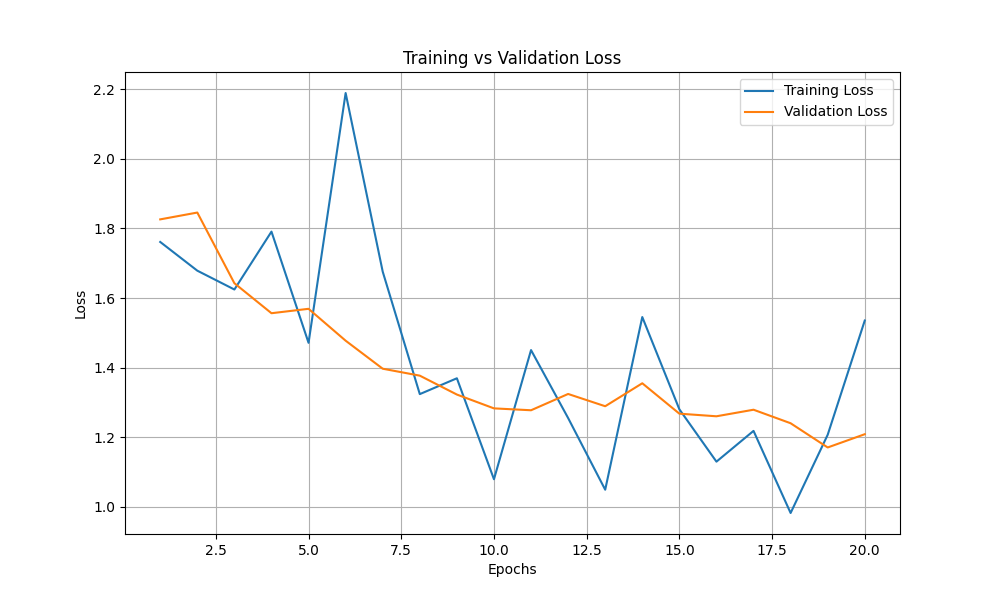 Training vs Validation Loss
Training Loss
Validation Loss
Loss
2.2
2.0
1.8
1.6
1.4
1.2
1.0
2.5 5.0 7.5 10.0 12.5 15.0 17.5 20.0
Epochs